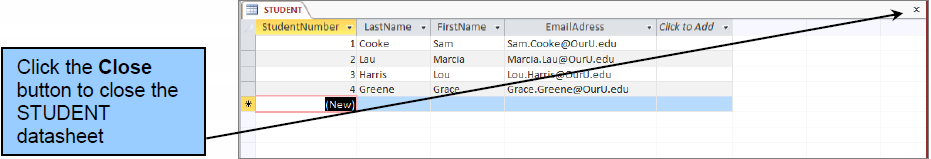 STUDENT ×
StudentNumber LastName FirstName EmailAdress Click to Add
1 Cooke Sam Sam.Cooke@OurU.edu
2 Lau Marcia Marcia.Lau@OurU.edu
3 Harris Lou Lou.Harris@OurU.edu
4 Greene Grace Grace.Greene@OurU.edu
* (New)
Click the Close
button to close the
STUDENT
datasheet